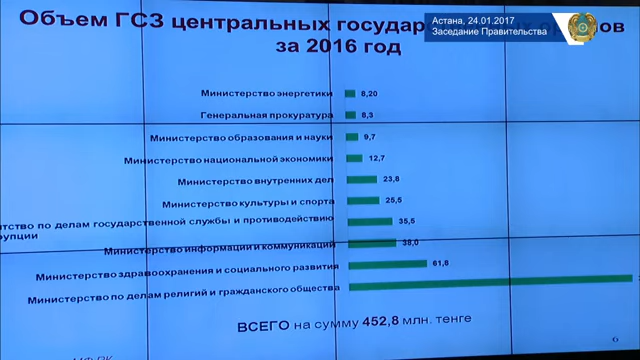 Объем ГСЗ центральных
за 2016 год
Астана, 24.01.2017
Заседание Правительства
Министерство энергетики 8,20
Генеральная прокуратура 8,3
Министерство образования и науки 9,7
Министерство национальной экономики 12,7
Министерство внутренних дел 23,8
Министерство культуры и спорта 25,5
по делам государственной службы и противодействию
35,5
Министерство информации и коммуникаций 38,0
Министерство здравоохранения и социального развития 61,8
Министерство по делам религий и гражданского общества
ВСЕГО на сумму 452,8 млн. тенге
6